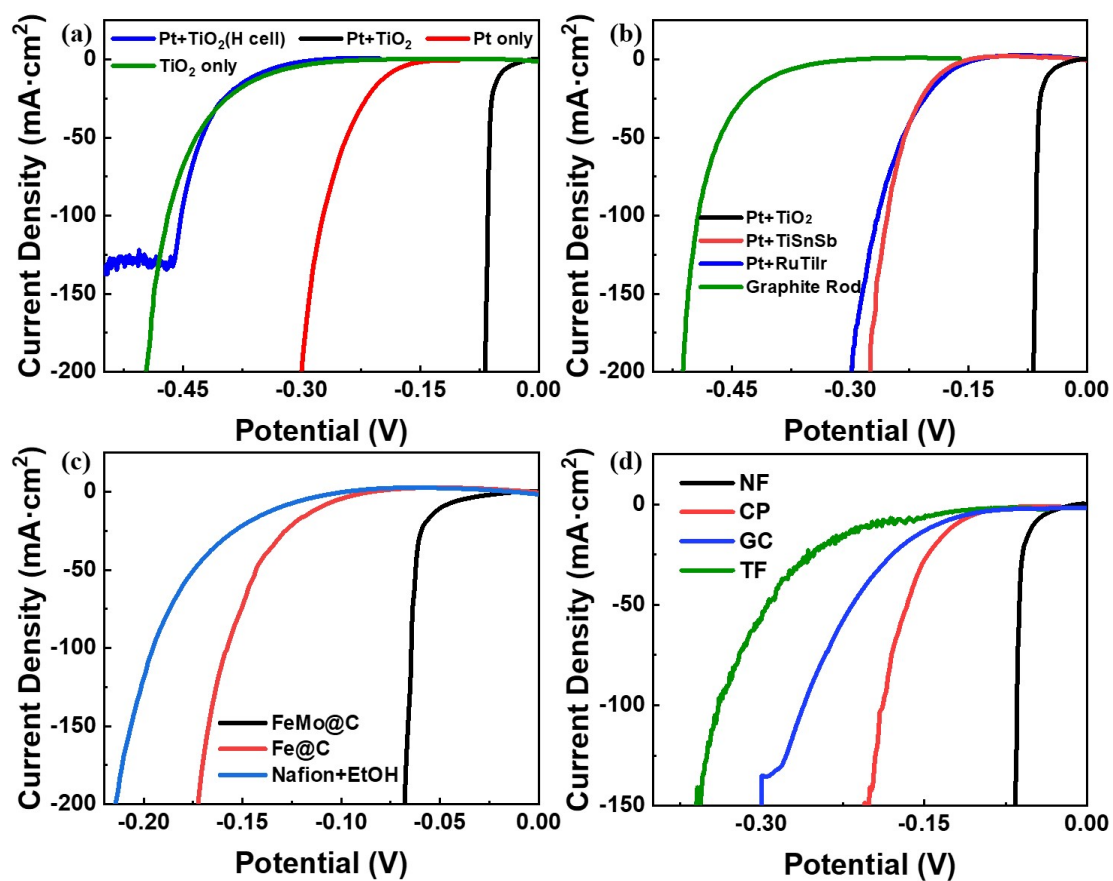 (a)
Pt+TiO₂(H cell) Pt+TiO₂ Pt only
TiO₂ only
0
-50
-100
-150
-200
-0.45 -0.30 -0.15 0.00
Current Density (mA·cm²)
Potential (V)
(b)
Pt+TiO₂
Pt+TiSnSb
Pt+RuTiIr
Graphite Rod
0
-50
-100
-150
-200
-0.45 -0.30 -0.15 0.00
Current Density (mA·cm²)
Potential (V)
(c)
FeMo@C
Fe@C
Nafion+EtOH
0
-50
-100
-150
-200
-0.20 -0.15 -0.10 -0.05 0.00
Current Density (mA·cm²)
Potential (V)
(d)
NF
CP
GC
TF
0
-50
-100
-150
-0.30 -0.15 0.00
Current Density (mA·cm²)
Potential (V)